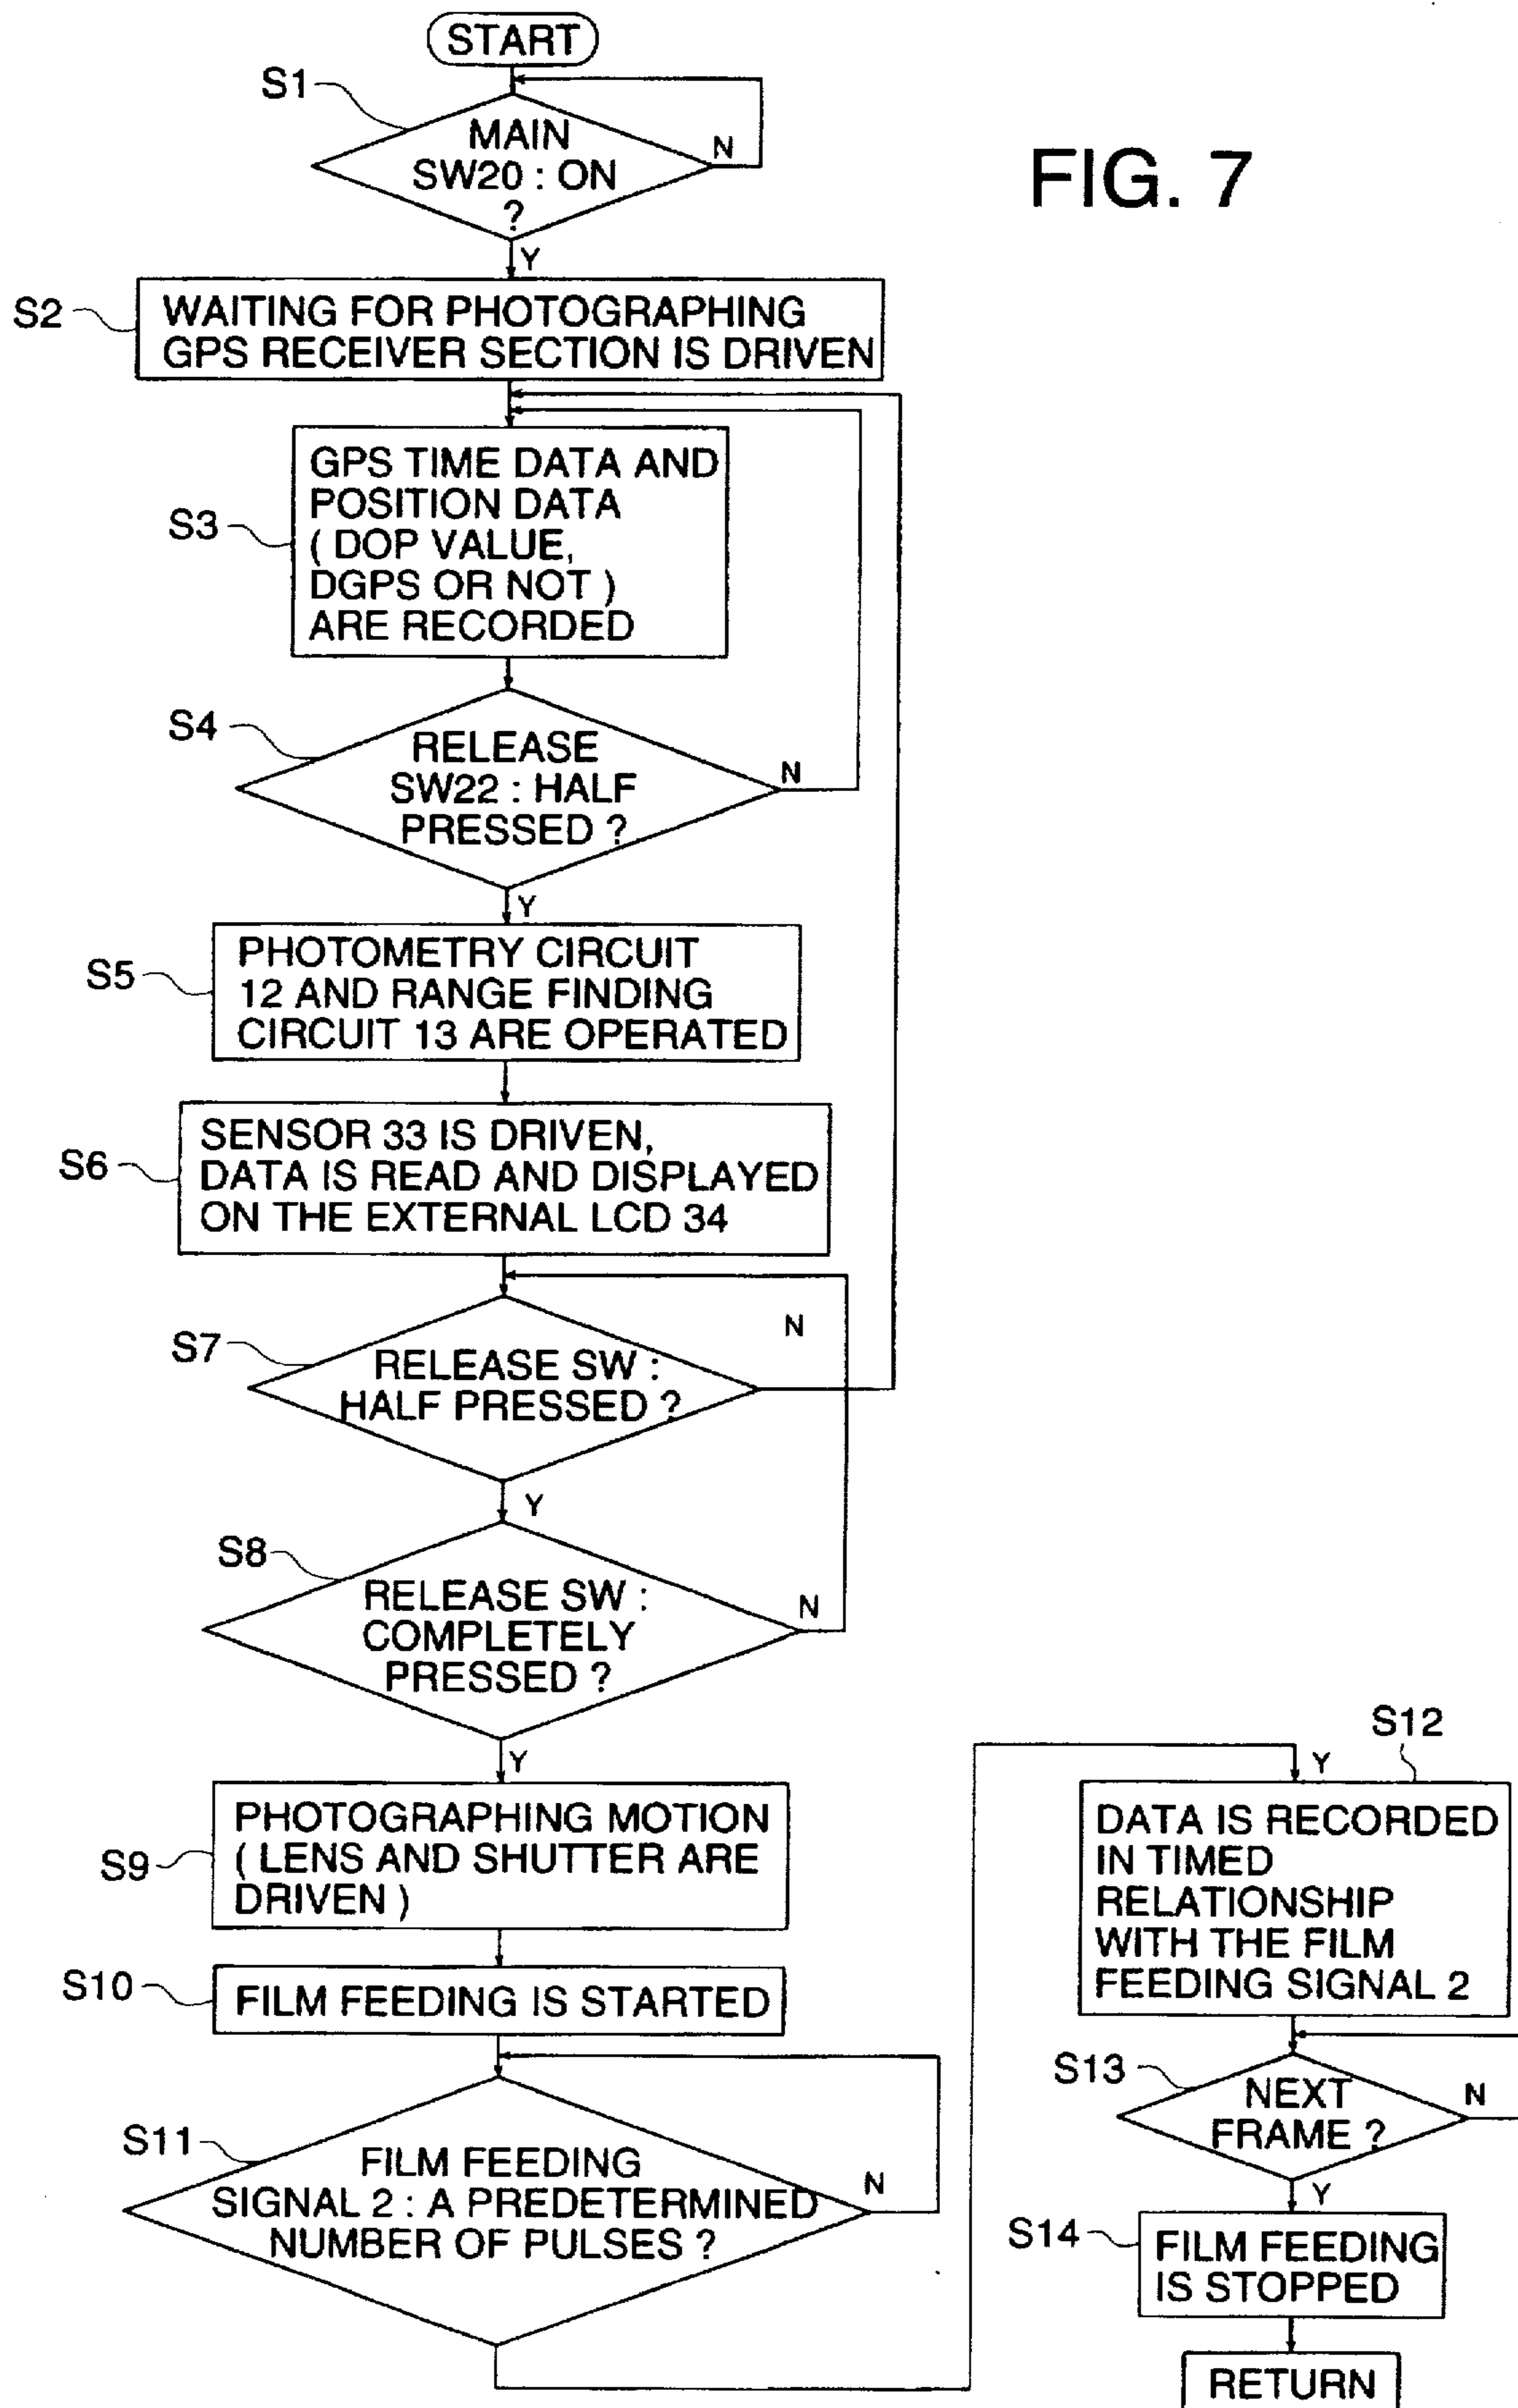 START
S1
MAIN
SW20 : ON
?
N
Y
FIG. 7
S2
WAITING FOR PHOTOGRAPHING
GPS RECEIVER SECTION IS DRIVEN
S3
GPS TIME DATA AND
POSITION DATA
( DOP VALUE,
DGPS OR NOT )
ARE RECORDED
S4
RELEASE
SW22 : HALF
PRESSED ?
N
Y
S5
PHOTOMETRY CIRCUIT
12 AND RANGE FINDING
CIRCUIT 13 ARE OPERATED
S6
SENSOR 33 IS DRIVEN,
DATA IS READ AND DISPLAYED
ON THE EXTERNAL LCD 34
S7
RELEASE SW :
HALF PRESSED ?
N
Y
S8
RELEASE SW :
COMPLETELY
PRESSED ?
N
Y
S9
PHOTOGRAPHING MOTION
( LENS AND SHUTTER ARE
DRIVEN )
S10
FILM FEEDING IS STARTED
S11
FILM FEEDING
SIGNAL 2 : A PREDETERMINED
NUMBER OF PULSES ?
N
Y
S12
DATA IS RECORDED
IN TIMED
RELATIONSHIP
WITH THE FILM
FEEDING SIGNAL 2
S13
NEXT
FRAME ?
N
Y
S14
FILM FEEDING
IS STOPPED
RETURN